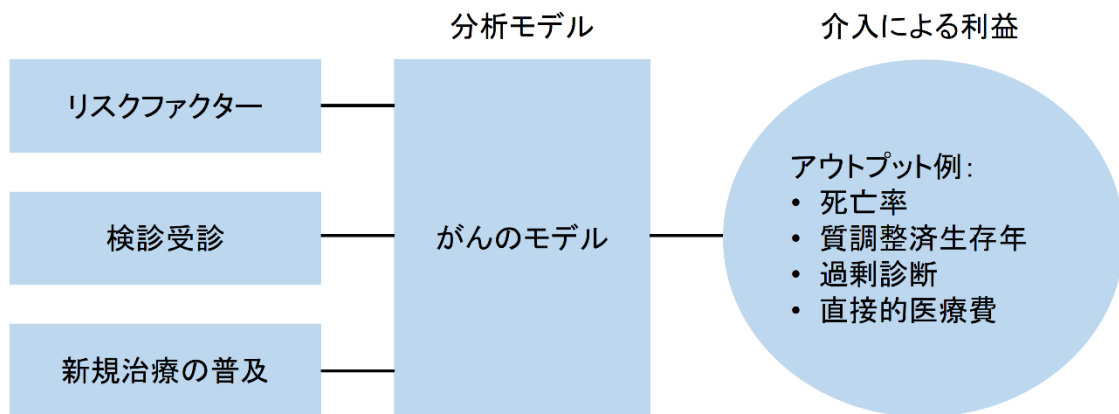 分析モデル
介入による利益
リスクファクター
検診受診
新規治療の普及
がんのモデル
アウトプット例:
• 死亡率
• 質調整済生存年
• 過剰診断
• 直接的医療費